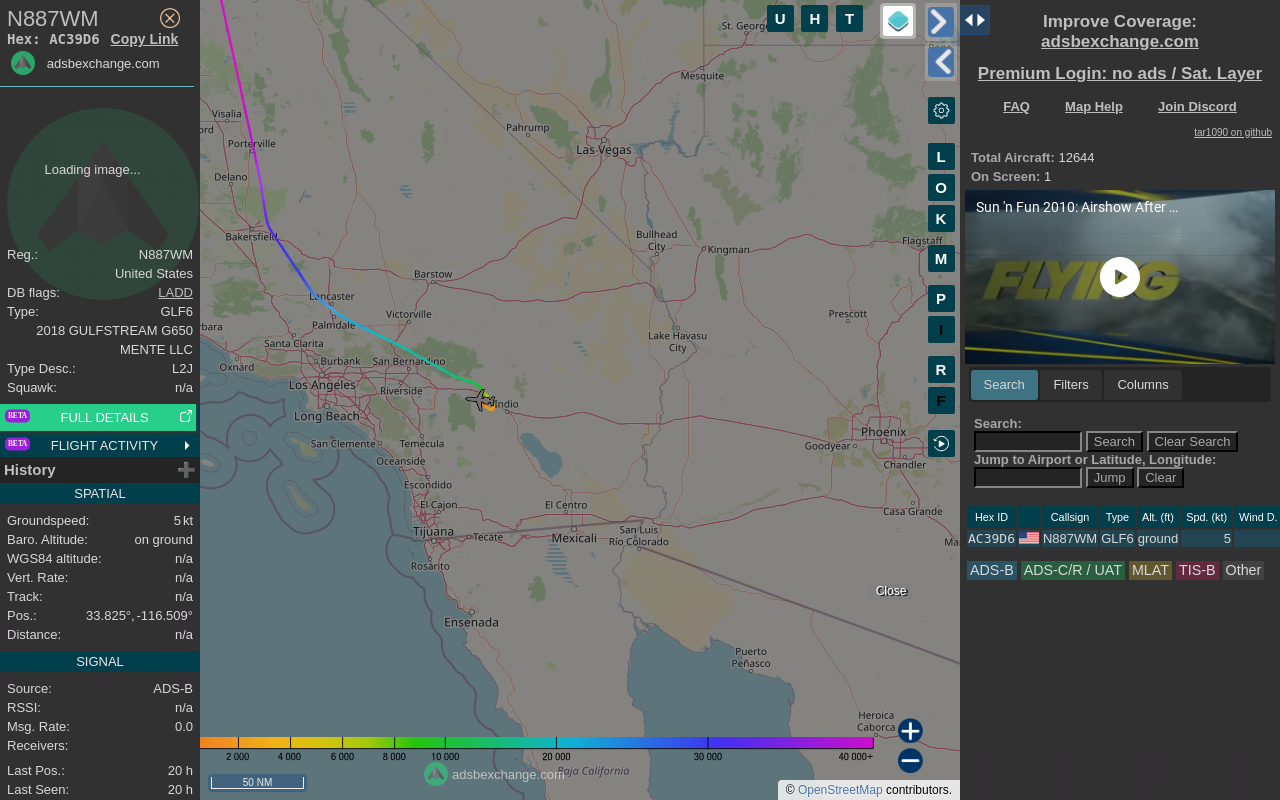 N887WM
Hex: AC39D6 Copy Link
adsbexchange.com
Loading image...
Reg.: N887WM
United States
DB flags: LADD
Type: GLF6
2018 GULFSTREAM G650
MENTE LLC
Type Desc.: L2J
Squawk: n/a
BETA FULL DETAILS
BETA FLIGHT ACTIVITY
History
SPATIAL
Groundspeed: 5 kt
Baro. Altitude: on ground
WGS84 altitude: n/a
Vert. Rate: n/a
Track: n/a
Pos.: 33.825°, -116.509°
Distance: n/a
SIGNAL
Source: ADS-B
RSSI: n/a
Msg. Rate: 0.0
Receivers:
Last Pos.: 20 h
Last Seen: 20 h
U H T
L
O
K
M
P
I
R
F
St. George
Mesquite
Visalia
Porterville
Pahrump
Las Vegas
Delano
Bakersfield
Bullhead
City
Kingman
Flagstaff
Barstow
Lancaster
Palmdale
Victorville
Prescott
Santa Clarita
Lake Havasu
City
Oxnard
Burbank
San Bernardino
Los Angeles
Riverside
Indio
Long Beach
Phoenix
San Clemente
Temecula
Goodyear
Oceanside
Chandler
Escondido
El Cajon
El Centro
Casa Grande
Tijuana
Tecate
Mexicali
San Luis
Río Colorado
Rosarito
Close
Ensenada
Puerto
Peñasco
Heroica
Caborca
2 000 4 000 6 000 8 000 10 000 20 000 30 000 40 000+
adsbexchange.com
Baja California
50 NM
© OpenStreetMap contributors.
Improve Coverage:
adsbexchange.com
Premium Login: no ads / Sat. Layer
FAQ Map Help Join Discord
tar1090 on github
Total Aircraft: 12644
On Screen: 1
Sun 'n Fun 2010: Airshow After ...
FLYING
Search Filters Columns
Search:
Search Clear Search
Jump to Airport or Latitude, Longitude:
Jump Clear
Hex ID Callsign Type Alt. (ft) Spd. (kt) Wind D.
AC39D6 N887WM GLF6 ground 5
ADS-B ADS-C/R / UAT MLAT TIS-B Other